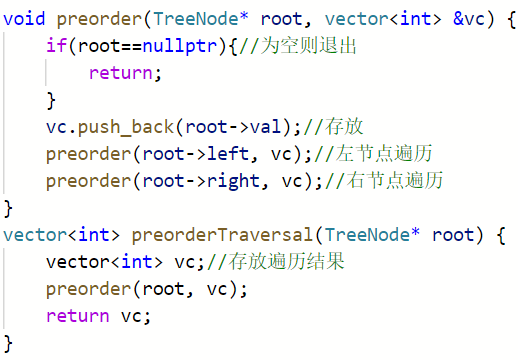 void preorder(TreeNode* root, vector<int> &vc) {
    if(root==nullptr){//为空则退出
        return;
    }
    vc.push_back(root->val);//存放
    preorder(root->left, vc);//左节点遍历
    preorder(root->right, vc);//右节点遍历
}
vector<int> preorderTraversal(TreeNode* root) {
    vector<int> vc;//存放遍历结果
    preorder(root, vc);
    return vc;
}